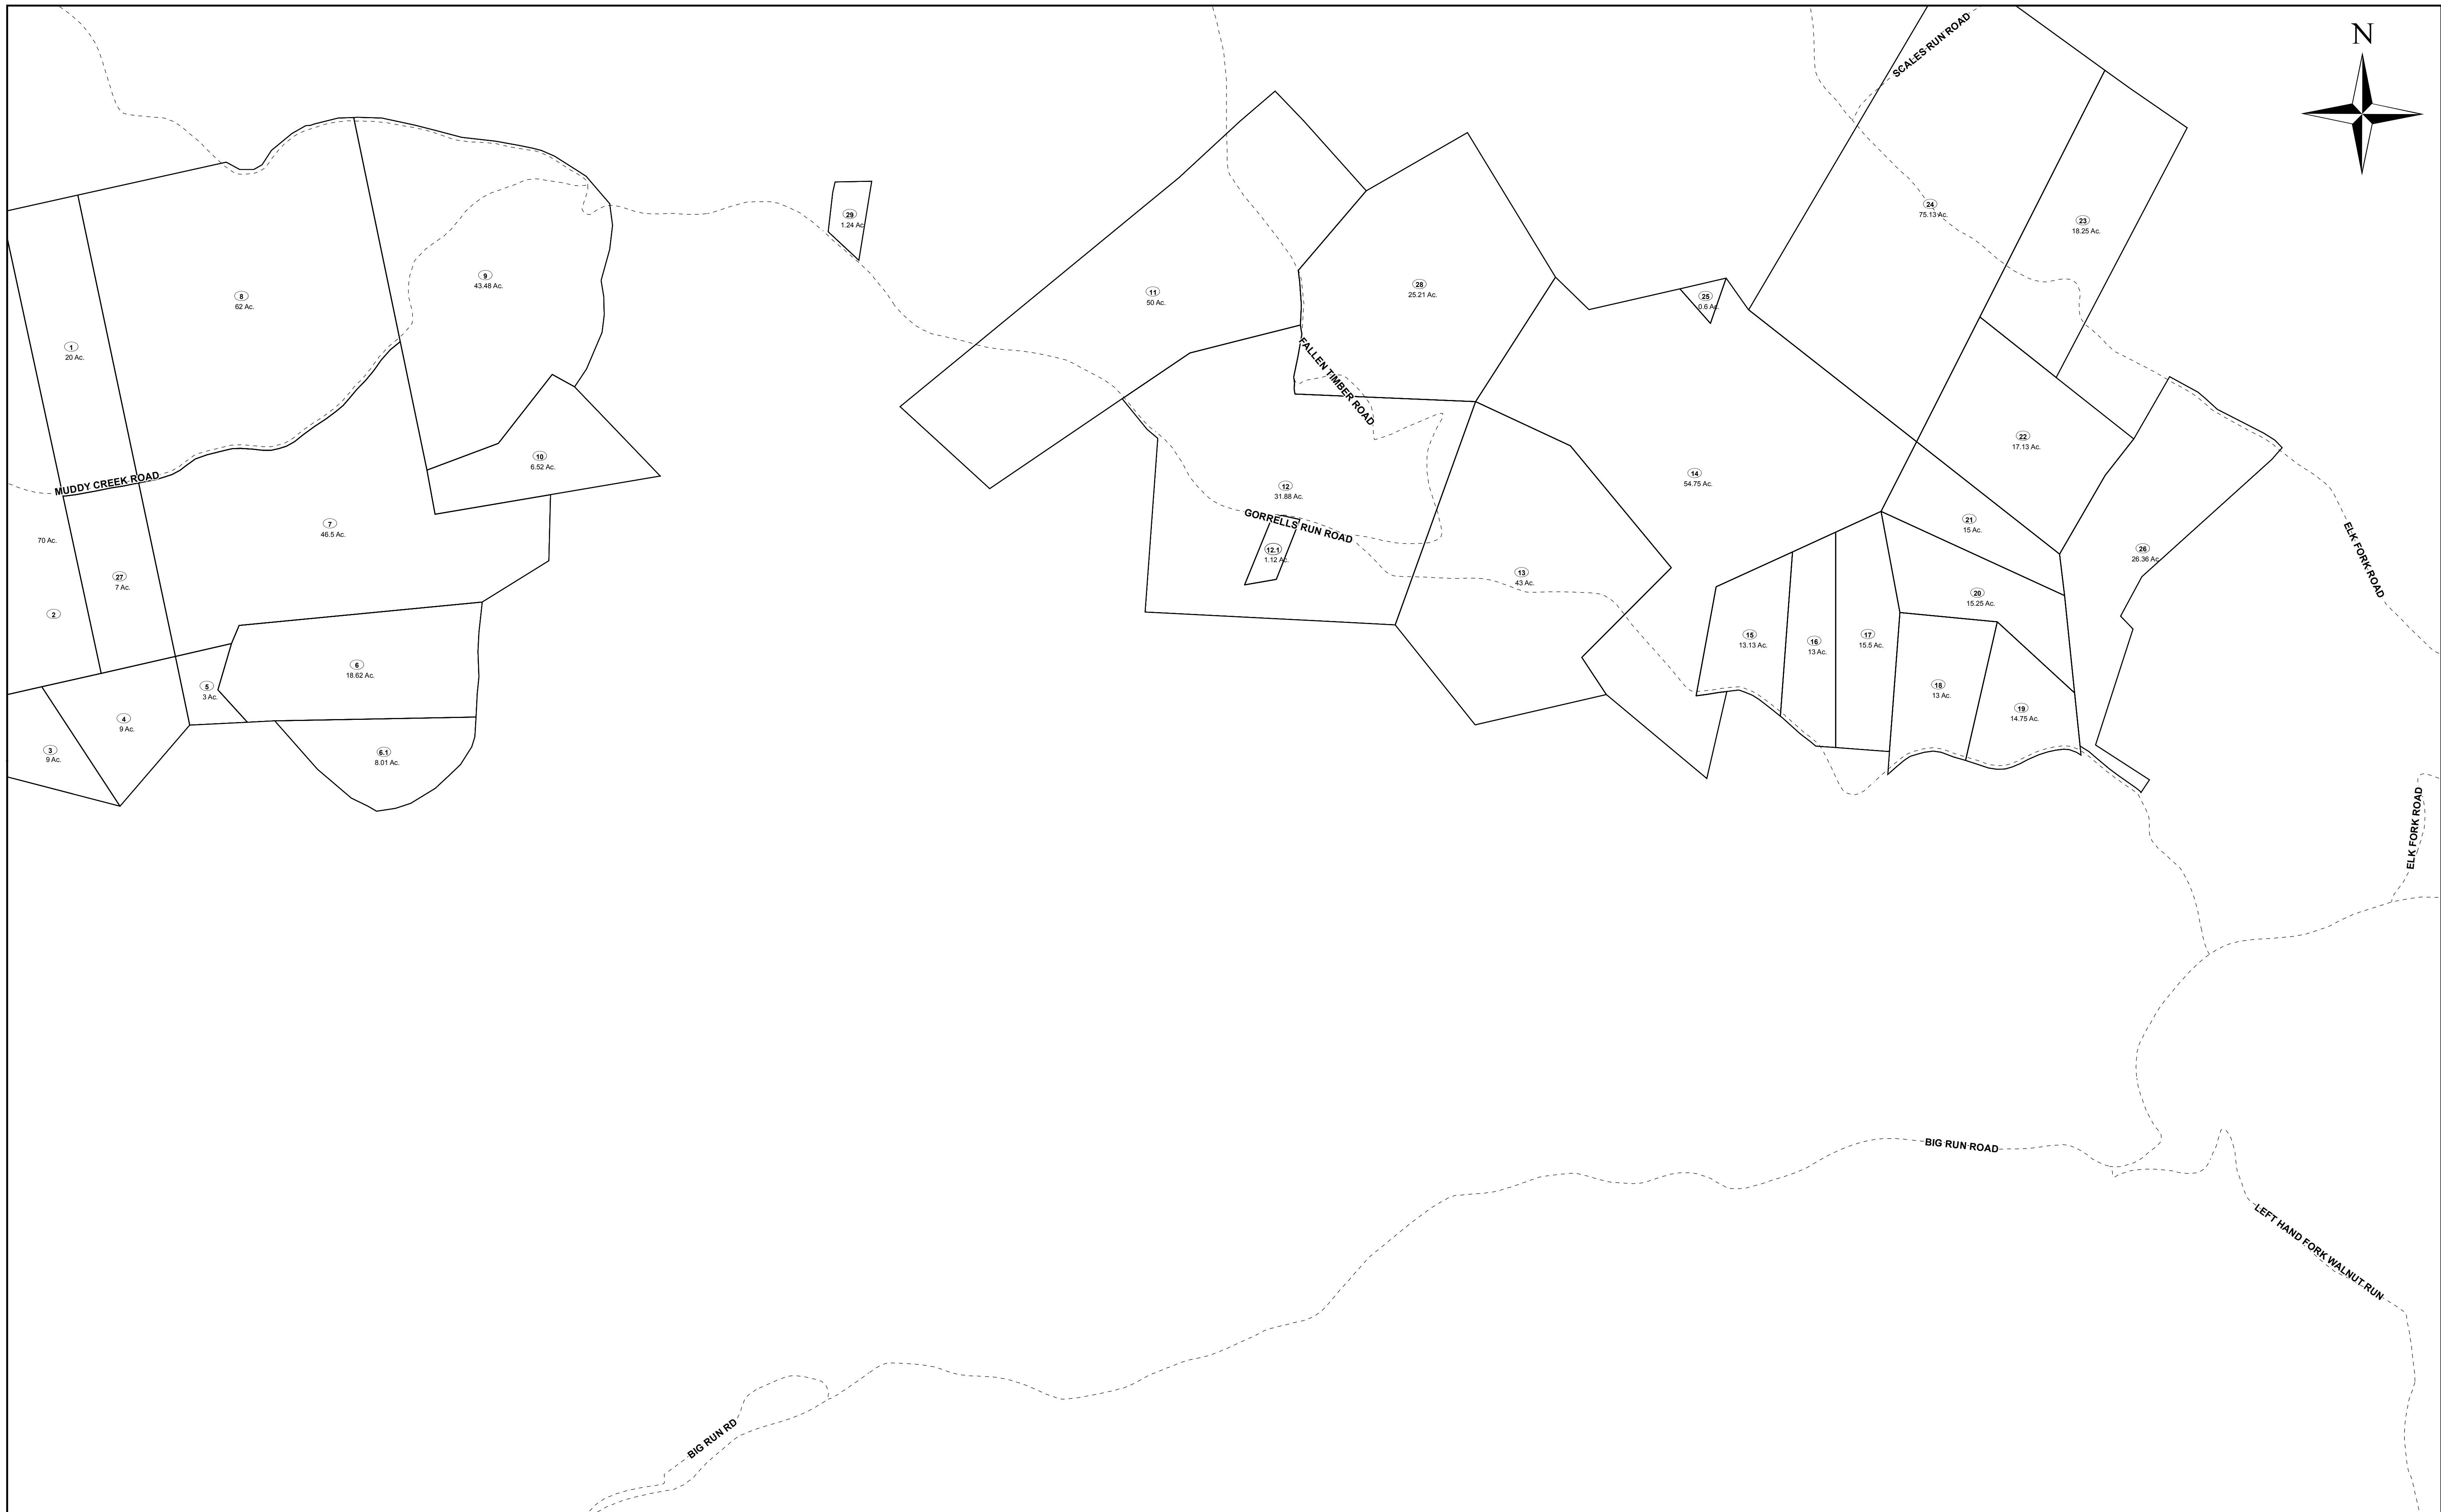 N
SCALES RUN ROAD
24
75.13 Ac.
23
18.25 Ac.
29
1.24 Ac.
9
43.48 Ac.
8
62 Ac.
11
50 Ac.
28
25.21 Ac.
25
0.6 Ac.
1
20 Ac.
FALLEN TIMBER ROAD
22
17.13 Ac.
10
6.52 Ac.
MUDDY CREEK ROAD
12
31.88 Ac.
14
54.75 Ac.
GORRELLS RUN ROAD
7
46.5 Ac.
70 Ac.
21
15 Ac.
12.1
1.12 Ac.
26
26.36 Ac.
ELK FORK ROAD
27
7 Ac.
13
43 Ac.
20
15.25 Ac.
2
15
13.13 Ac.
16
13 Ac.
17
15.5 Ac.
6
18.62 Ac.
5
3 Ac.
18
13 Ac.
19
14.75 Ac.
4
9 Ac.
3
9 Ac.
6.1
8.01 Ac.
ELK FORK ROAD
BIG RUN ROAD
LEFT HAND FORK WALNUT RUN
BIG RUN RD